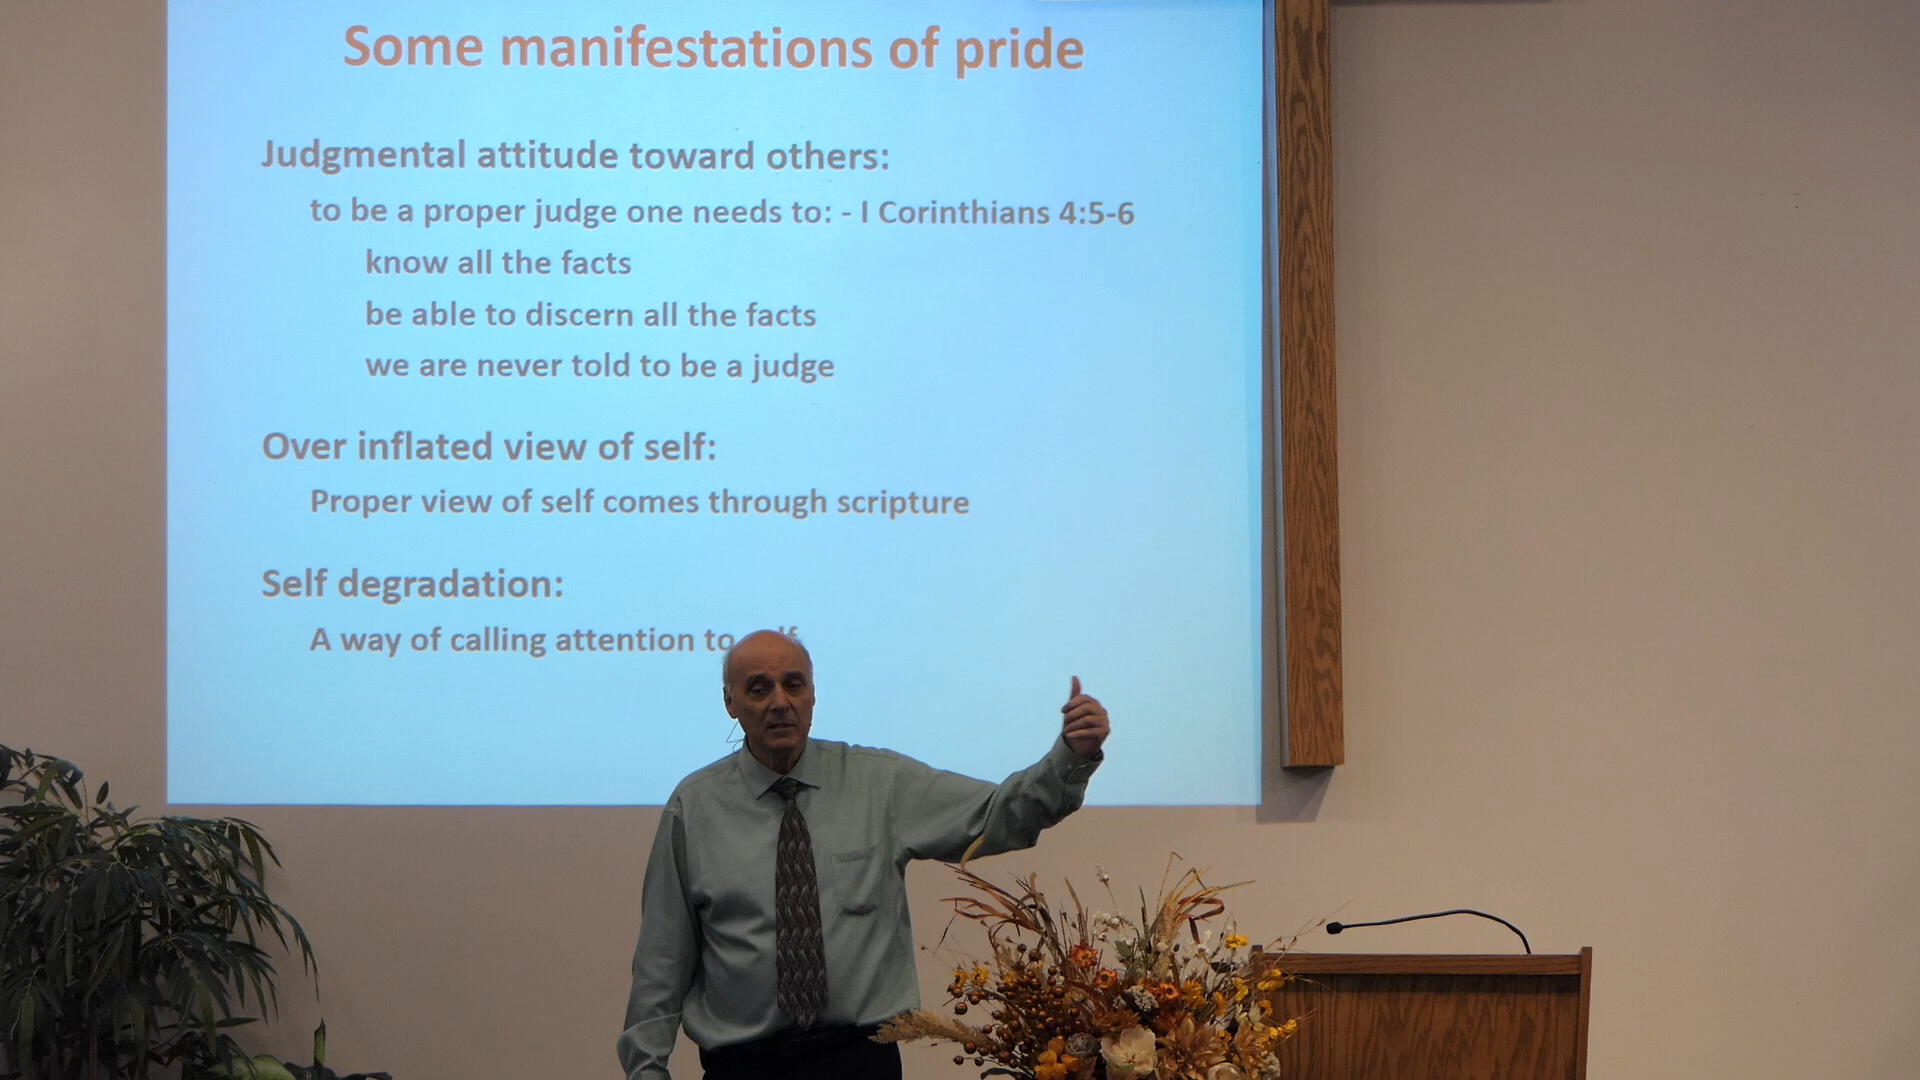 Some manifestations of pride
Judgmental attitude toward others:
to be a proper judge one needs to: - I Corinthians 4:5-6
know all the facts
be able to discern all the facts
we are never told to be a judge
Over inflated view of self:
Proper view of self comes through scripture
Self degradation:
A way of calling attention to